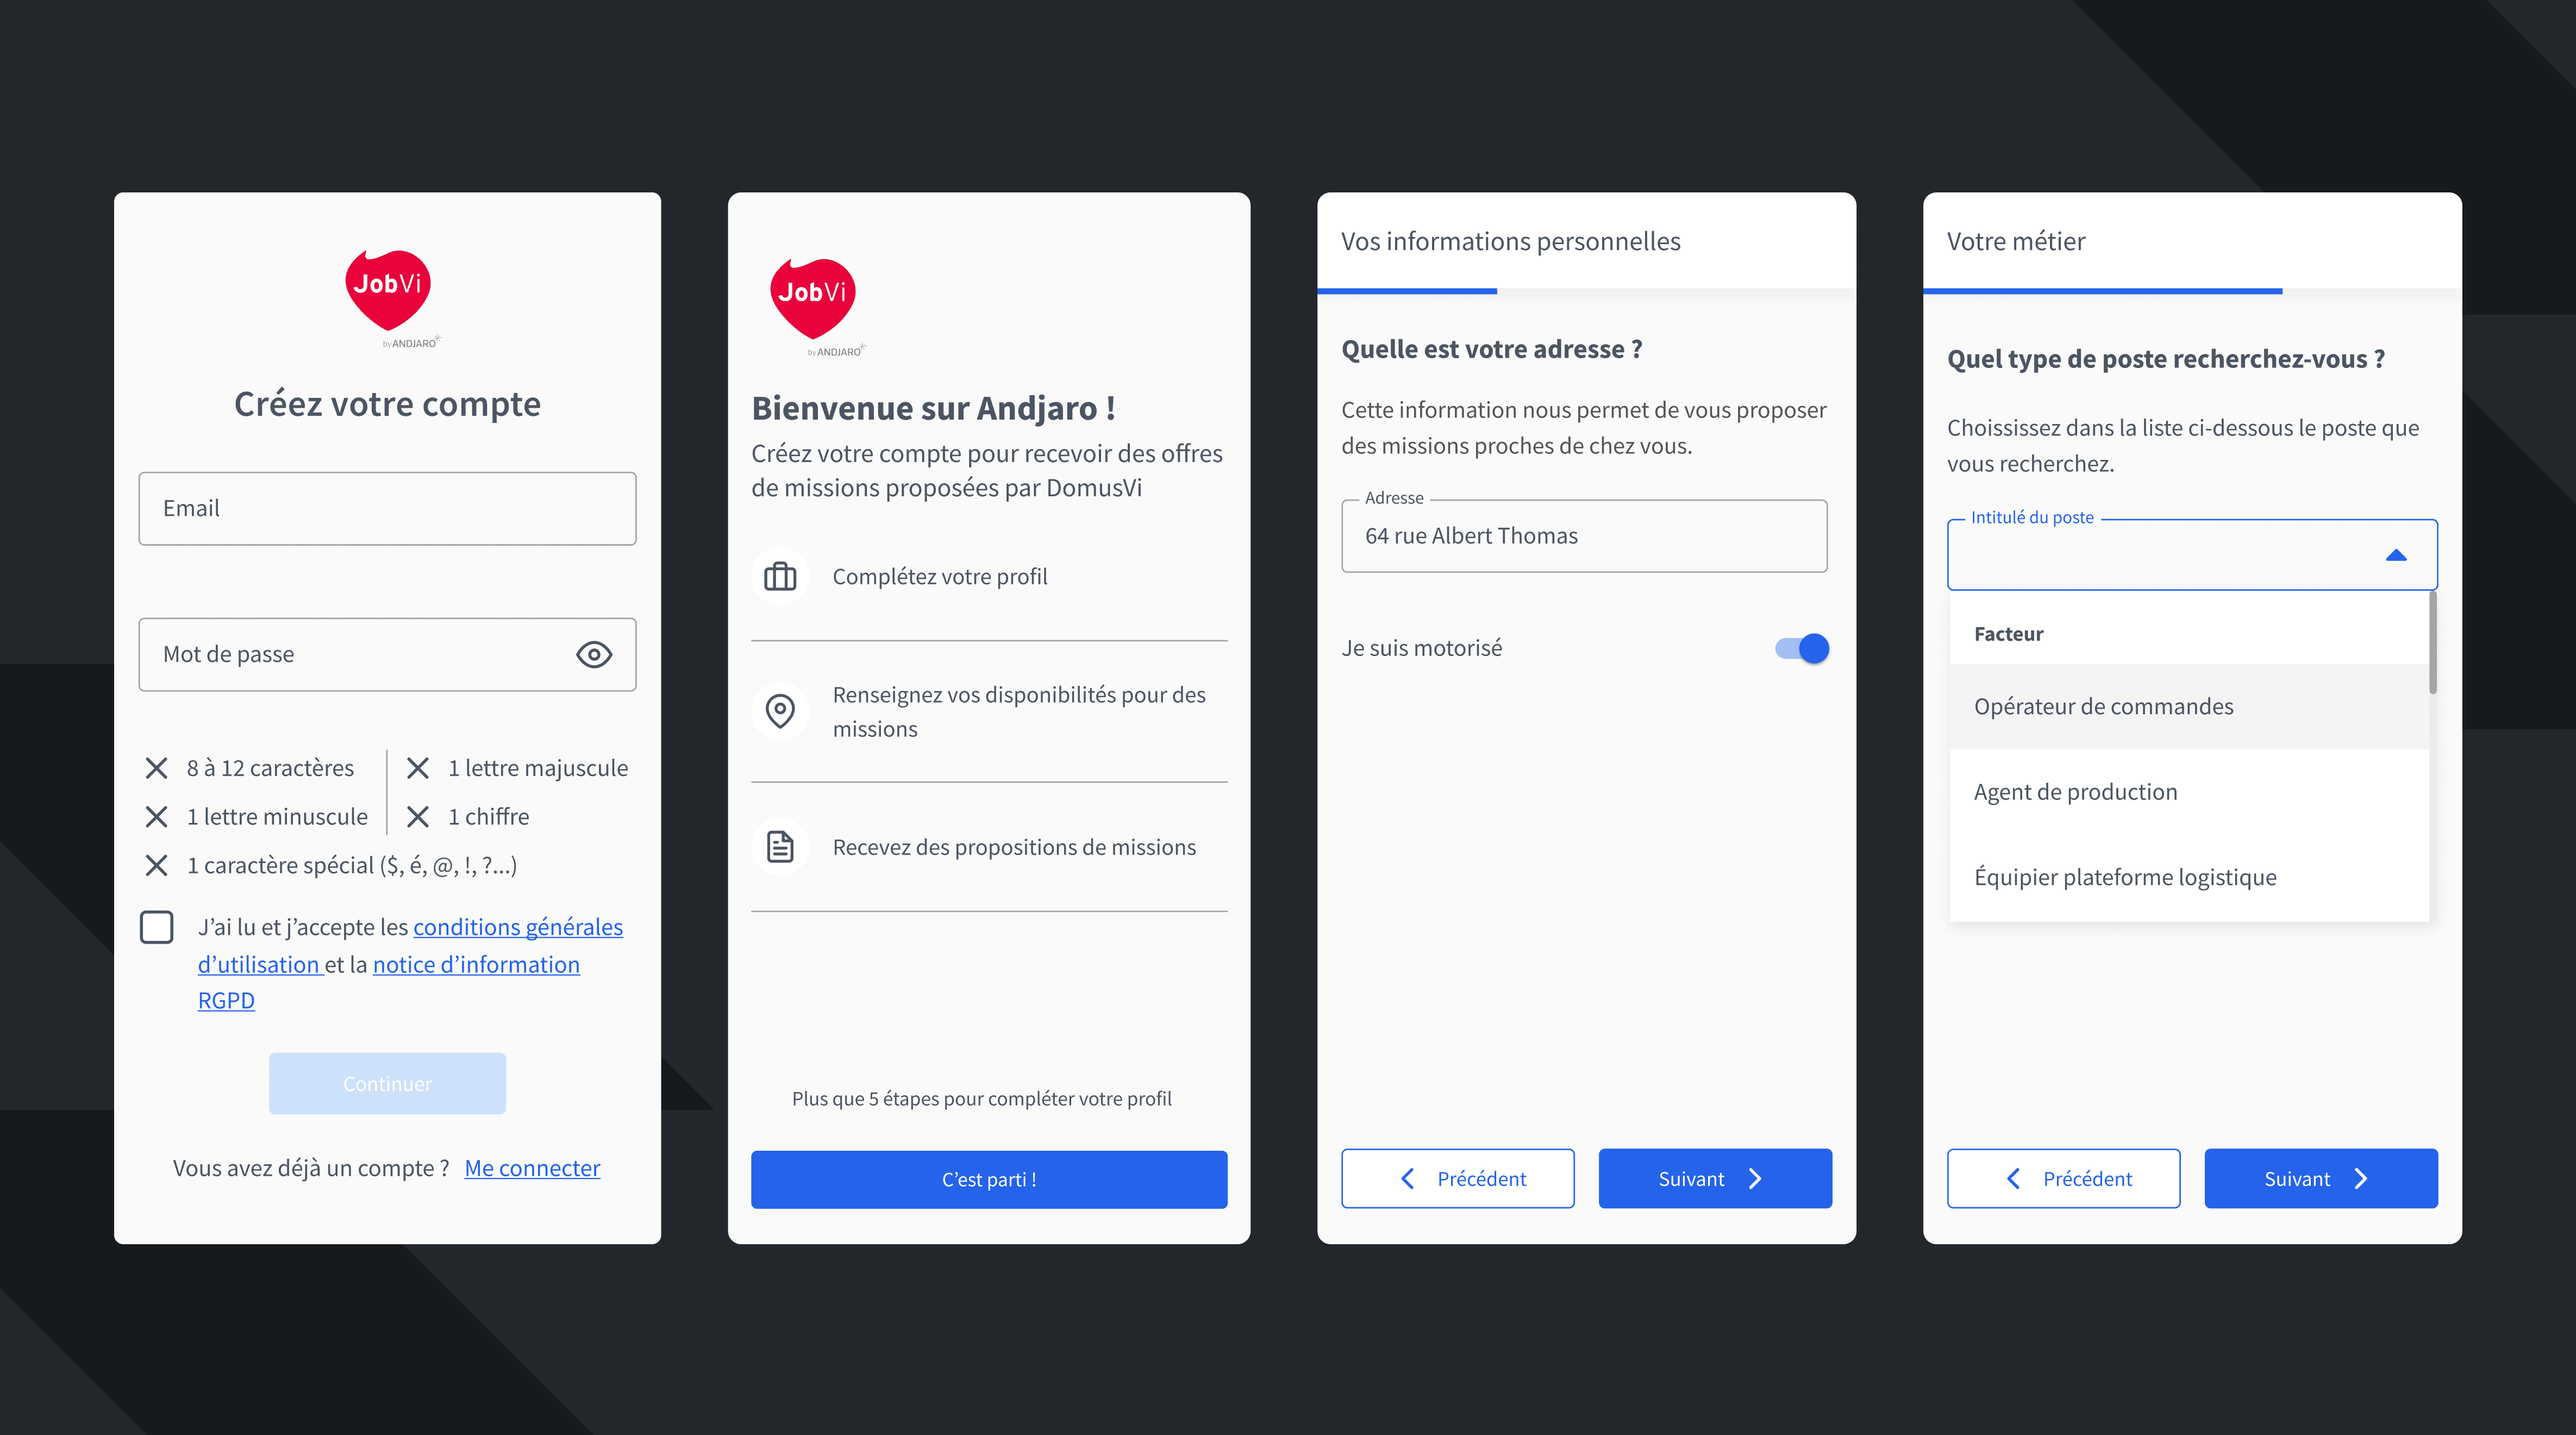 JobVi
by ANDJARO
Créez votre compte
Email
Mot de passe
8 à 12 caractères
1 lettre majuscule
1 lettre minuscule
1 chiffre
1 caractère spécial ($, é, @, !, ?...)
J’ai lu et j’accepte les conditions générales
d’utilisation et la notice d’information
RGPD
Continuer
Vous avez déjà un compte ? Me connecter
JobVi
by ANDJARO
Bienvenue sur Andjaro !
Créez votre compte pour recevoir des offres
de missions proposées par DomusVi
Complétez votre profil
Renseignez vos disponibilités pour des
missions
Recevez des propositions de missions
Plus que 5 étapes pour compléter votre profil
C’est parti !
Vos informations personnelles
Quelle est votre adresse ?
Cette information nous permet de vous proposer
des missions proches de chez vous.
Adresse
64 rue Albert Thomas
Je suis motorisé
Précédent
Suivant
Votre métier
Quel type de poste recherchez-vous ?
Choississez dans la liste ci-dessous le poste que
vous recherchez.
Intitulé du poste
Facteur
Opérateur de commandes
Agent de production
Équipier plateforme logistique
Précédent
Suivant